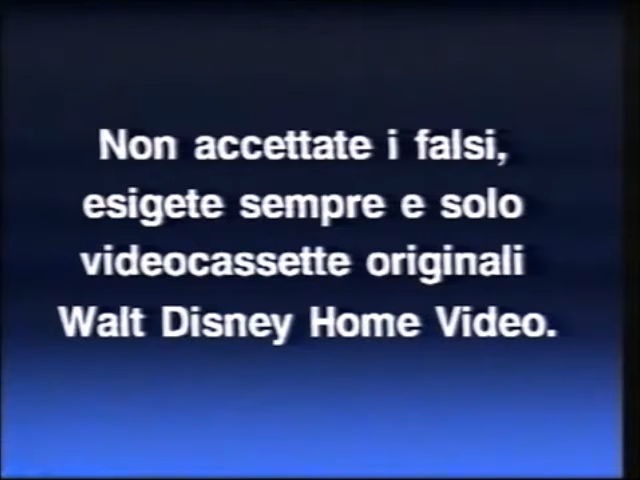 Non accettate i falsi,
esigete sempre e solo
videocassette originali
Walt Disney Home Video.